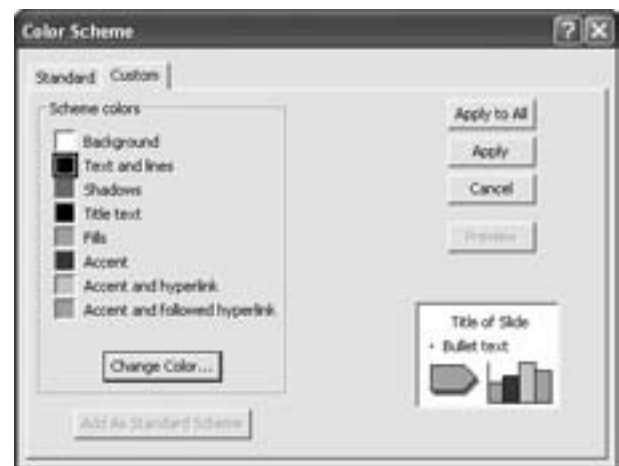 Color Scheme
Standard Custom
Scheme colors
Background
Text and lines
Shadows
Title text
Fills
Accent
Accent and hyperlink
Accent and followed hyperlink
Change Color...
Add As Standard Scheme
Apply to All
Apply
Cancel
Preview
Title of Slide
• Bullet text